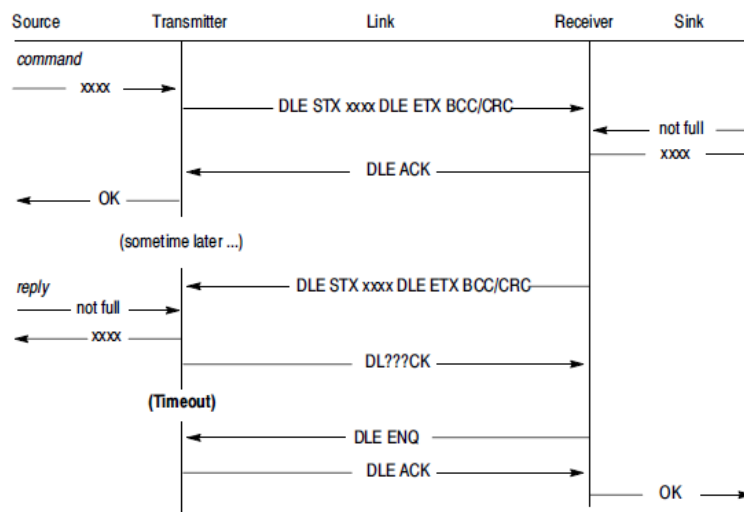 Source Transmitter Link Receiver Sink
command
xxxx
DLE STX xxxx DLE ETX BCC/CRC
not full
xxxx
DLE ACK
OK
(sometime later ...)
DLE STX xxxx DLE ETX BCC/CRC
reply
not full
xxxx
DL???CK
(Timeout)
DLE ENQ
DLE ACK
OK